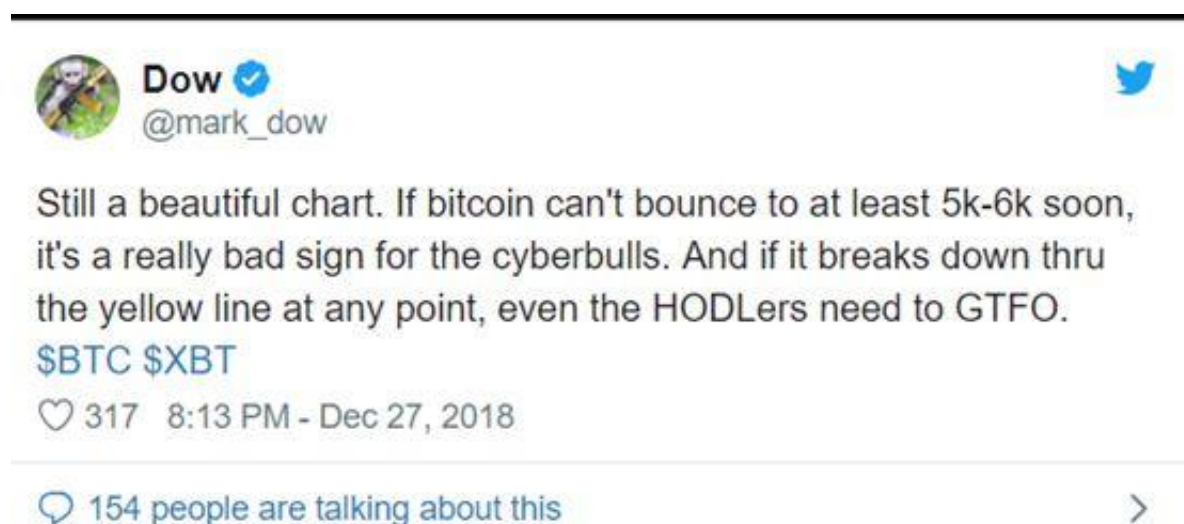 Dow
@mark_dow
Still a beautiful chart. If bitcoin can't bounce to at least 5k-6k soon,
it's a really bad sign for the cyberbulls. And if it breaks down thru
the yellow line at any point, even the HODLers need to GTFO.
$BTC $XBT
317 8:13 PM - Dec 27, 2018
154 people are talking about this